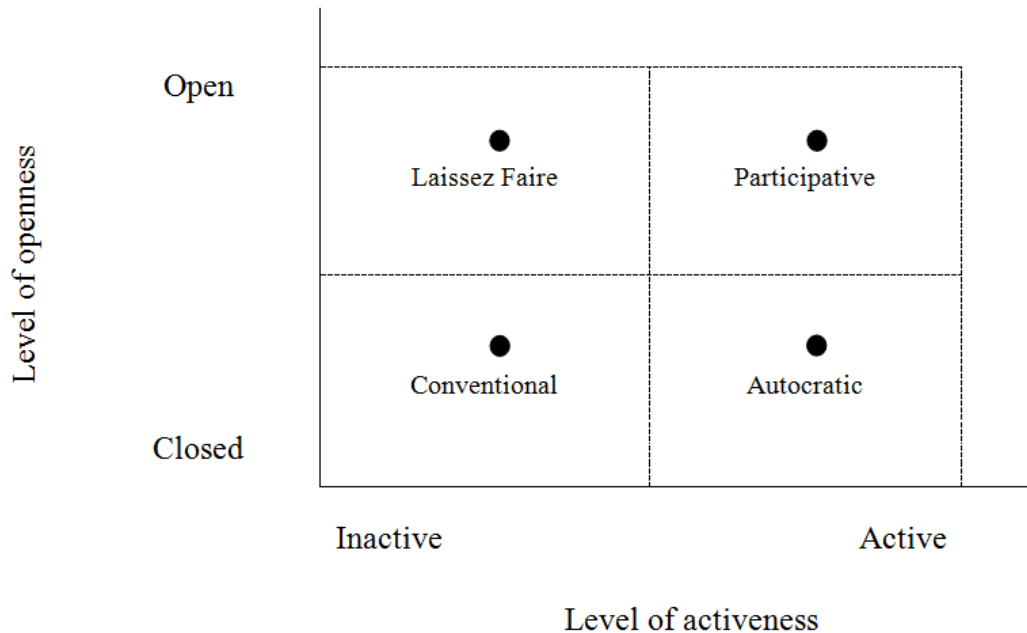 Open
Level of openness
Laissez Faire
Participative
Conventional
Autocratic
Closed
Inactive
Active
Level of activeness